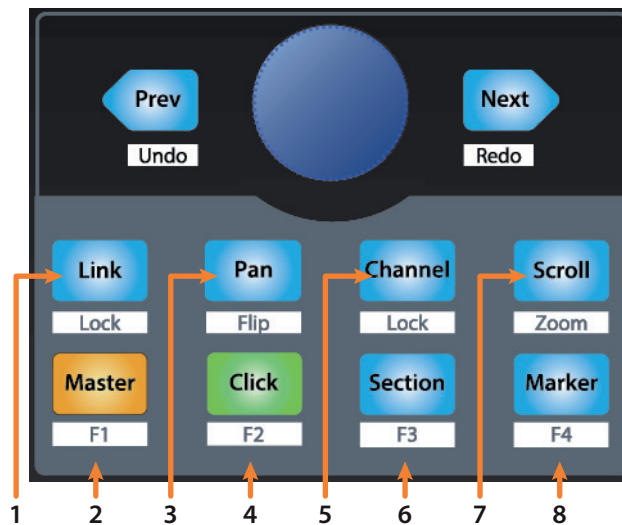 Prev Next
Undo Redo
Link Pan Channel Scroll
Lock Flip Lock Zoom
Master Click Section Marker
F1 F2 F3 F4
1 2 3 4 5 6 7 8